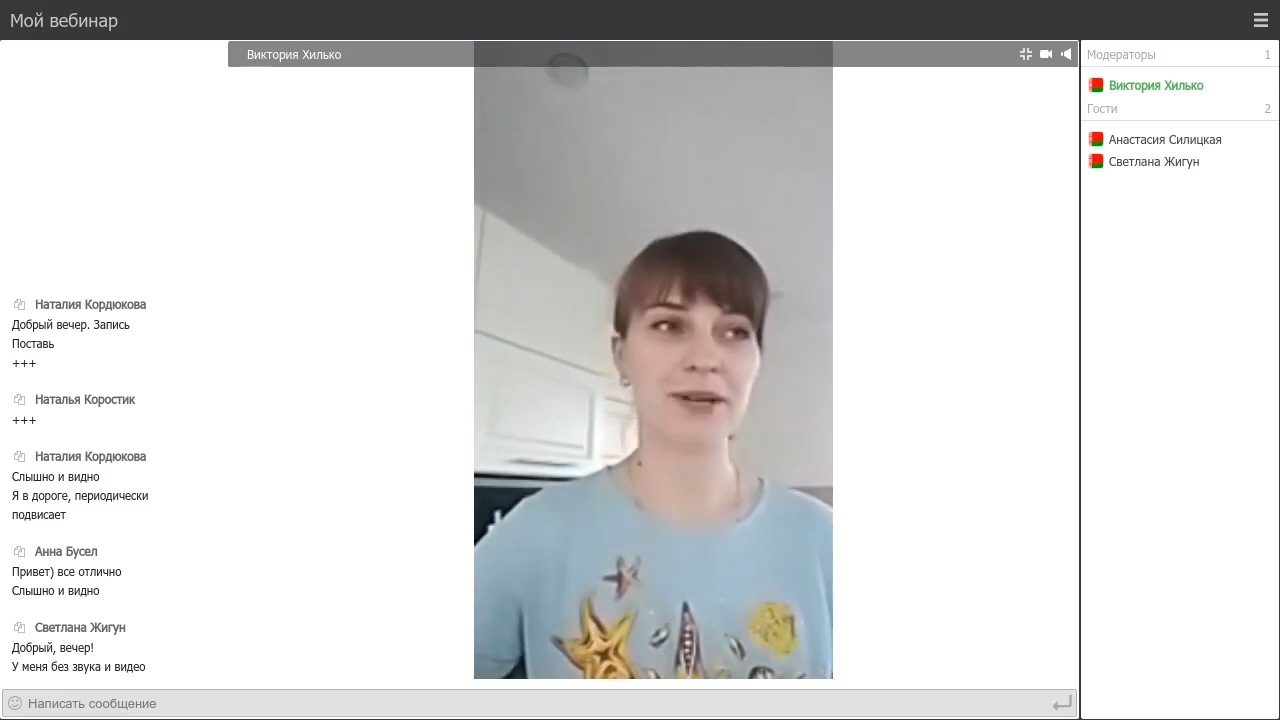 Мой вебинар
Виктория Хилько
Модераторы 1
Виктория Хилько
Гости 2
Анастасия Силицкая
Светлана Жигун
Наталия Кордюкова
Добрый вечер. Запись
Поставь
+++
Наталья Коростик
+++
Наталия Кордюкова
Слышно и видно
Я в дороге, периодически
подвисает
Анна Бусел
Привет) все отлично
Слышно и видно
Светлана Жигун
Добрый, вечер!
У меня без звука и видео
Написать сообщение